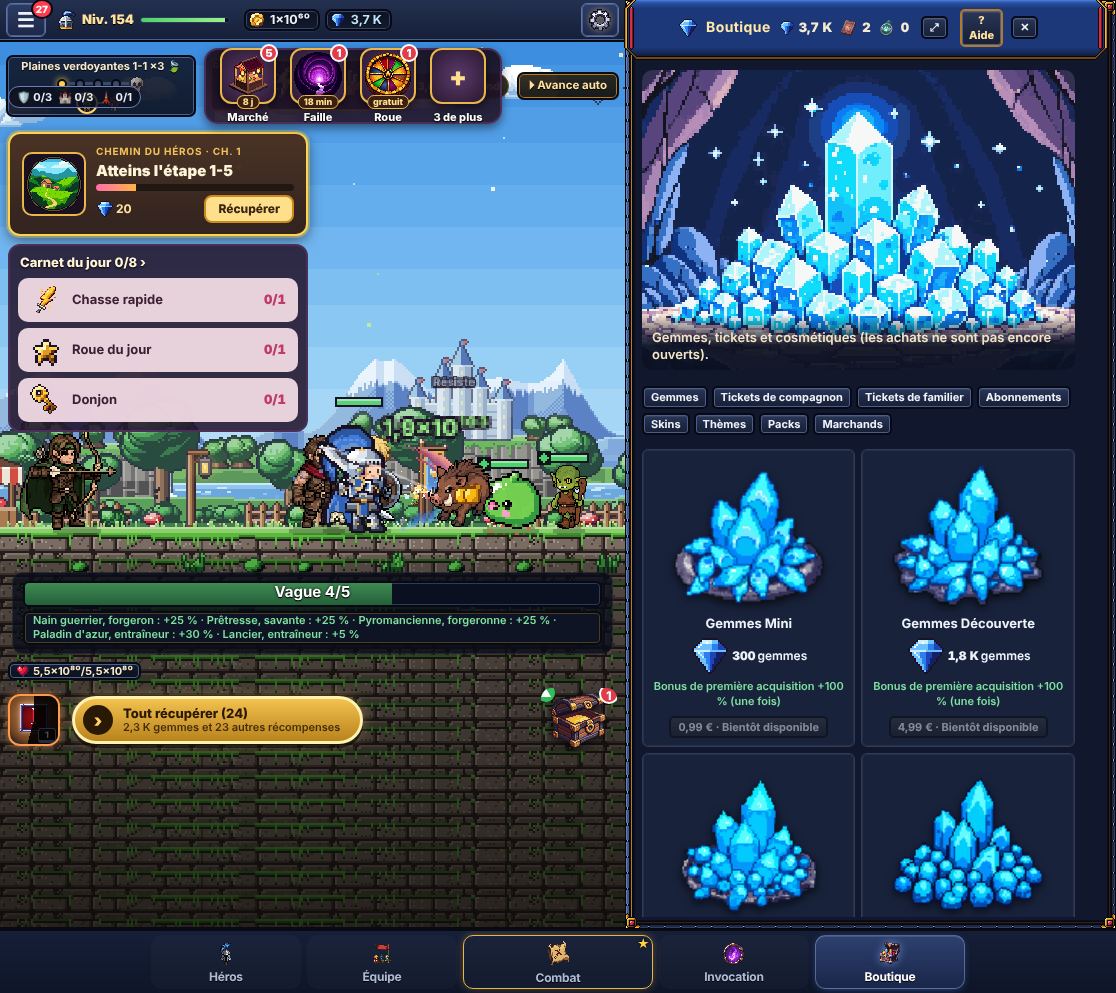 27
Niv. 154
1×10⁶⁰
3,7 K
Plaines verdoyantes 1-1 ×3
0/3 0/3 0/1
5
8 j
Marché
1
18 min
Faille
1
gratuit
Roue
+
3 de plus
Avance auto
CHEMIN DU HÉROS · CH. 1
Atteins l'étape 1-5
20
Récupérer
Carnet du jour 0/8 ›
Chasse rapide 0/1
Roue du jour 0/1
Donjon 0/1
Résiste
Vague 4/5
Nain guerrier, forgeron : +25 % · Prêtresse, savante : +25 % · Pyromancienne, forgeronne : +25 % ·
Paladin d'azur, entraîneur : +30 % · Lancier, entraîneur : +5 %
5,5×10⁸⁰/5,5×10⁸⁰
1
Tout récupérer (24)
2,3 K gemmes et 23 autres récompenses
1
Boutique 3,7 K 2 0
?
Aide
Gemmes, tickets et cosmétiques (les achats ne sont pas encore
ouverts).
Gemmes Tickets de compagnon Tickets de familier Abonnements
Skins Thèmes Packs Marchands
Gemmes Mini
300 gemmes
Bonus de première acquisition +100
% (une fois)
0,99 € · Bientôt disponible
Gemmes Découverte
1,8 K gemmes
Bonus de première acquisition +100
% (une fois)
4,99 € · Bientôt disponible
Héros
Équipe
Combat
Invocation
Boutique